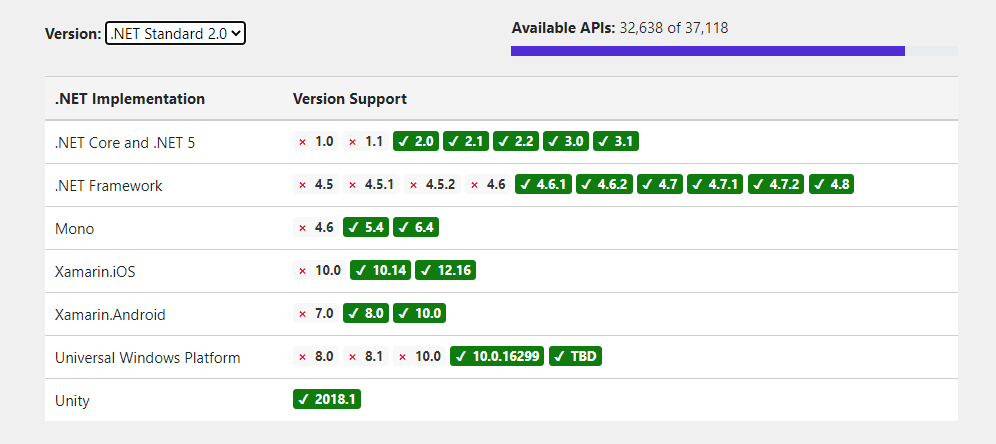 Version: .NET Standard 2.0
Available APIs: 32,638 of 37,118
.NET Implementation Version Support
.NET Core and .NET 5 × 1.0 × 1.1 ✓ 2.0 ✓ 2.1 ✓ 2.2 ✓ 3.0 ✓ 3.1
.NET Framework × 4.5 × 4.5.1 × 4.5.2 × 4.6 ✓ 4.6.1 ✓ 4.6.2 ✓ 4.7 ✓ 4.7.1 ✓ 4.7.2 ✓ 4.8
Mono × 4.6 ✓ 5.4 ✓ 6.4
Xamarin.iOS × 10.0 ✓ 10.14 ✓ 12.16
Xamarin.Android × 7.0 ✓ 8.0 ✓ 10.0
Universal Windows Platform × 8.0 × 8.1 × 10.0 ✓ 10.0.16299 ✓ TBD
Unity ✓ 2018.1